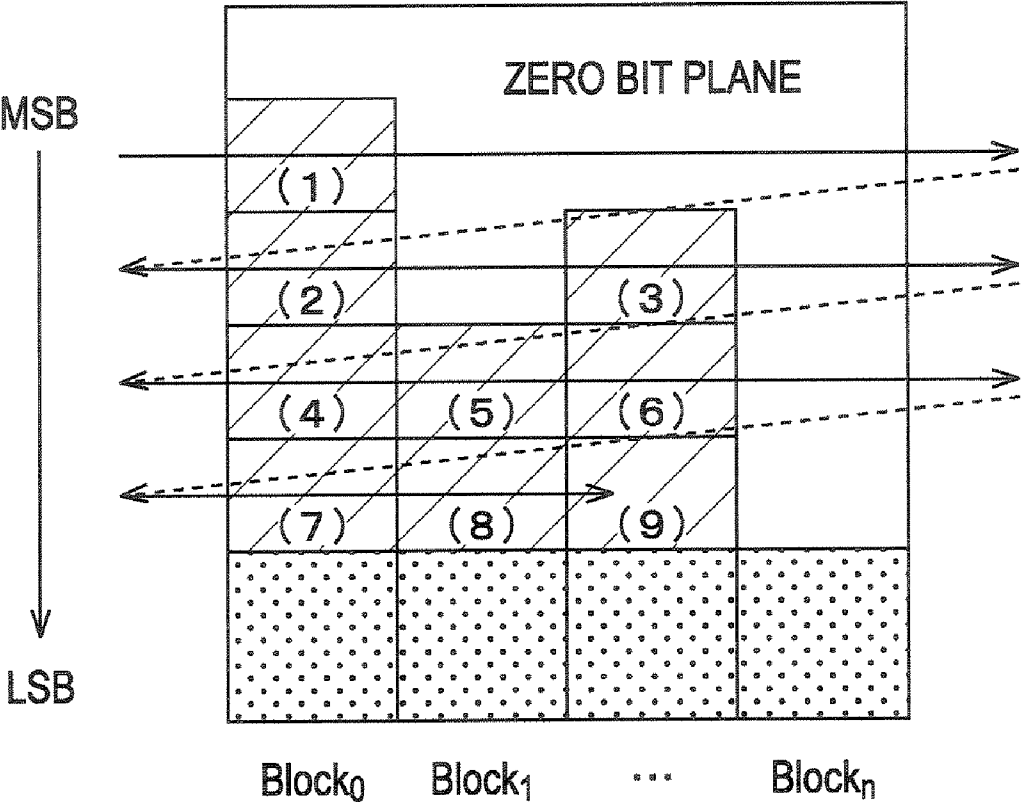 ZERO BIT PLANE
MSB
(1)
(2) (3)
(4) (5) (6)
(7) (8) (9)
LSB
Block0 Block1 ... Blockn